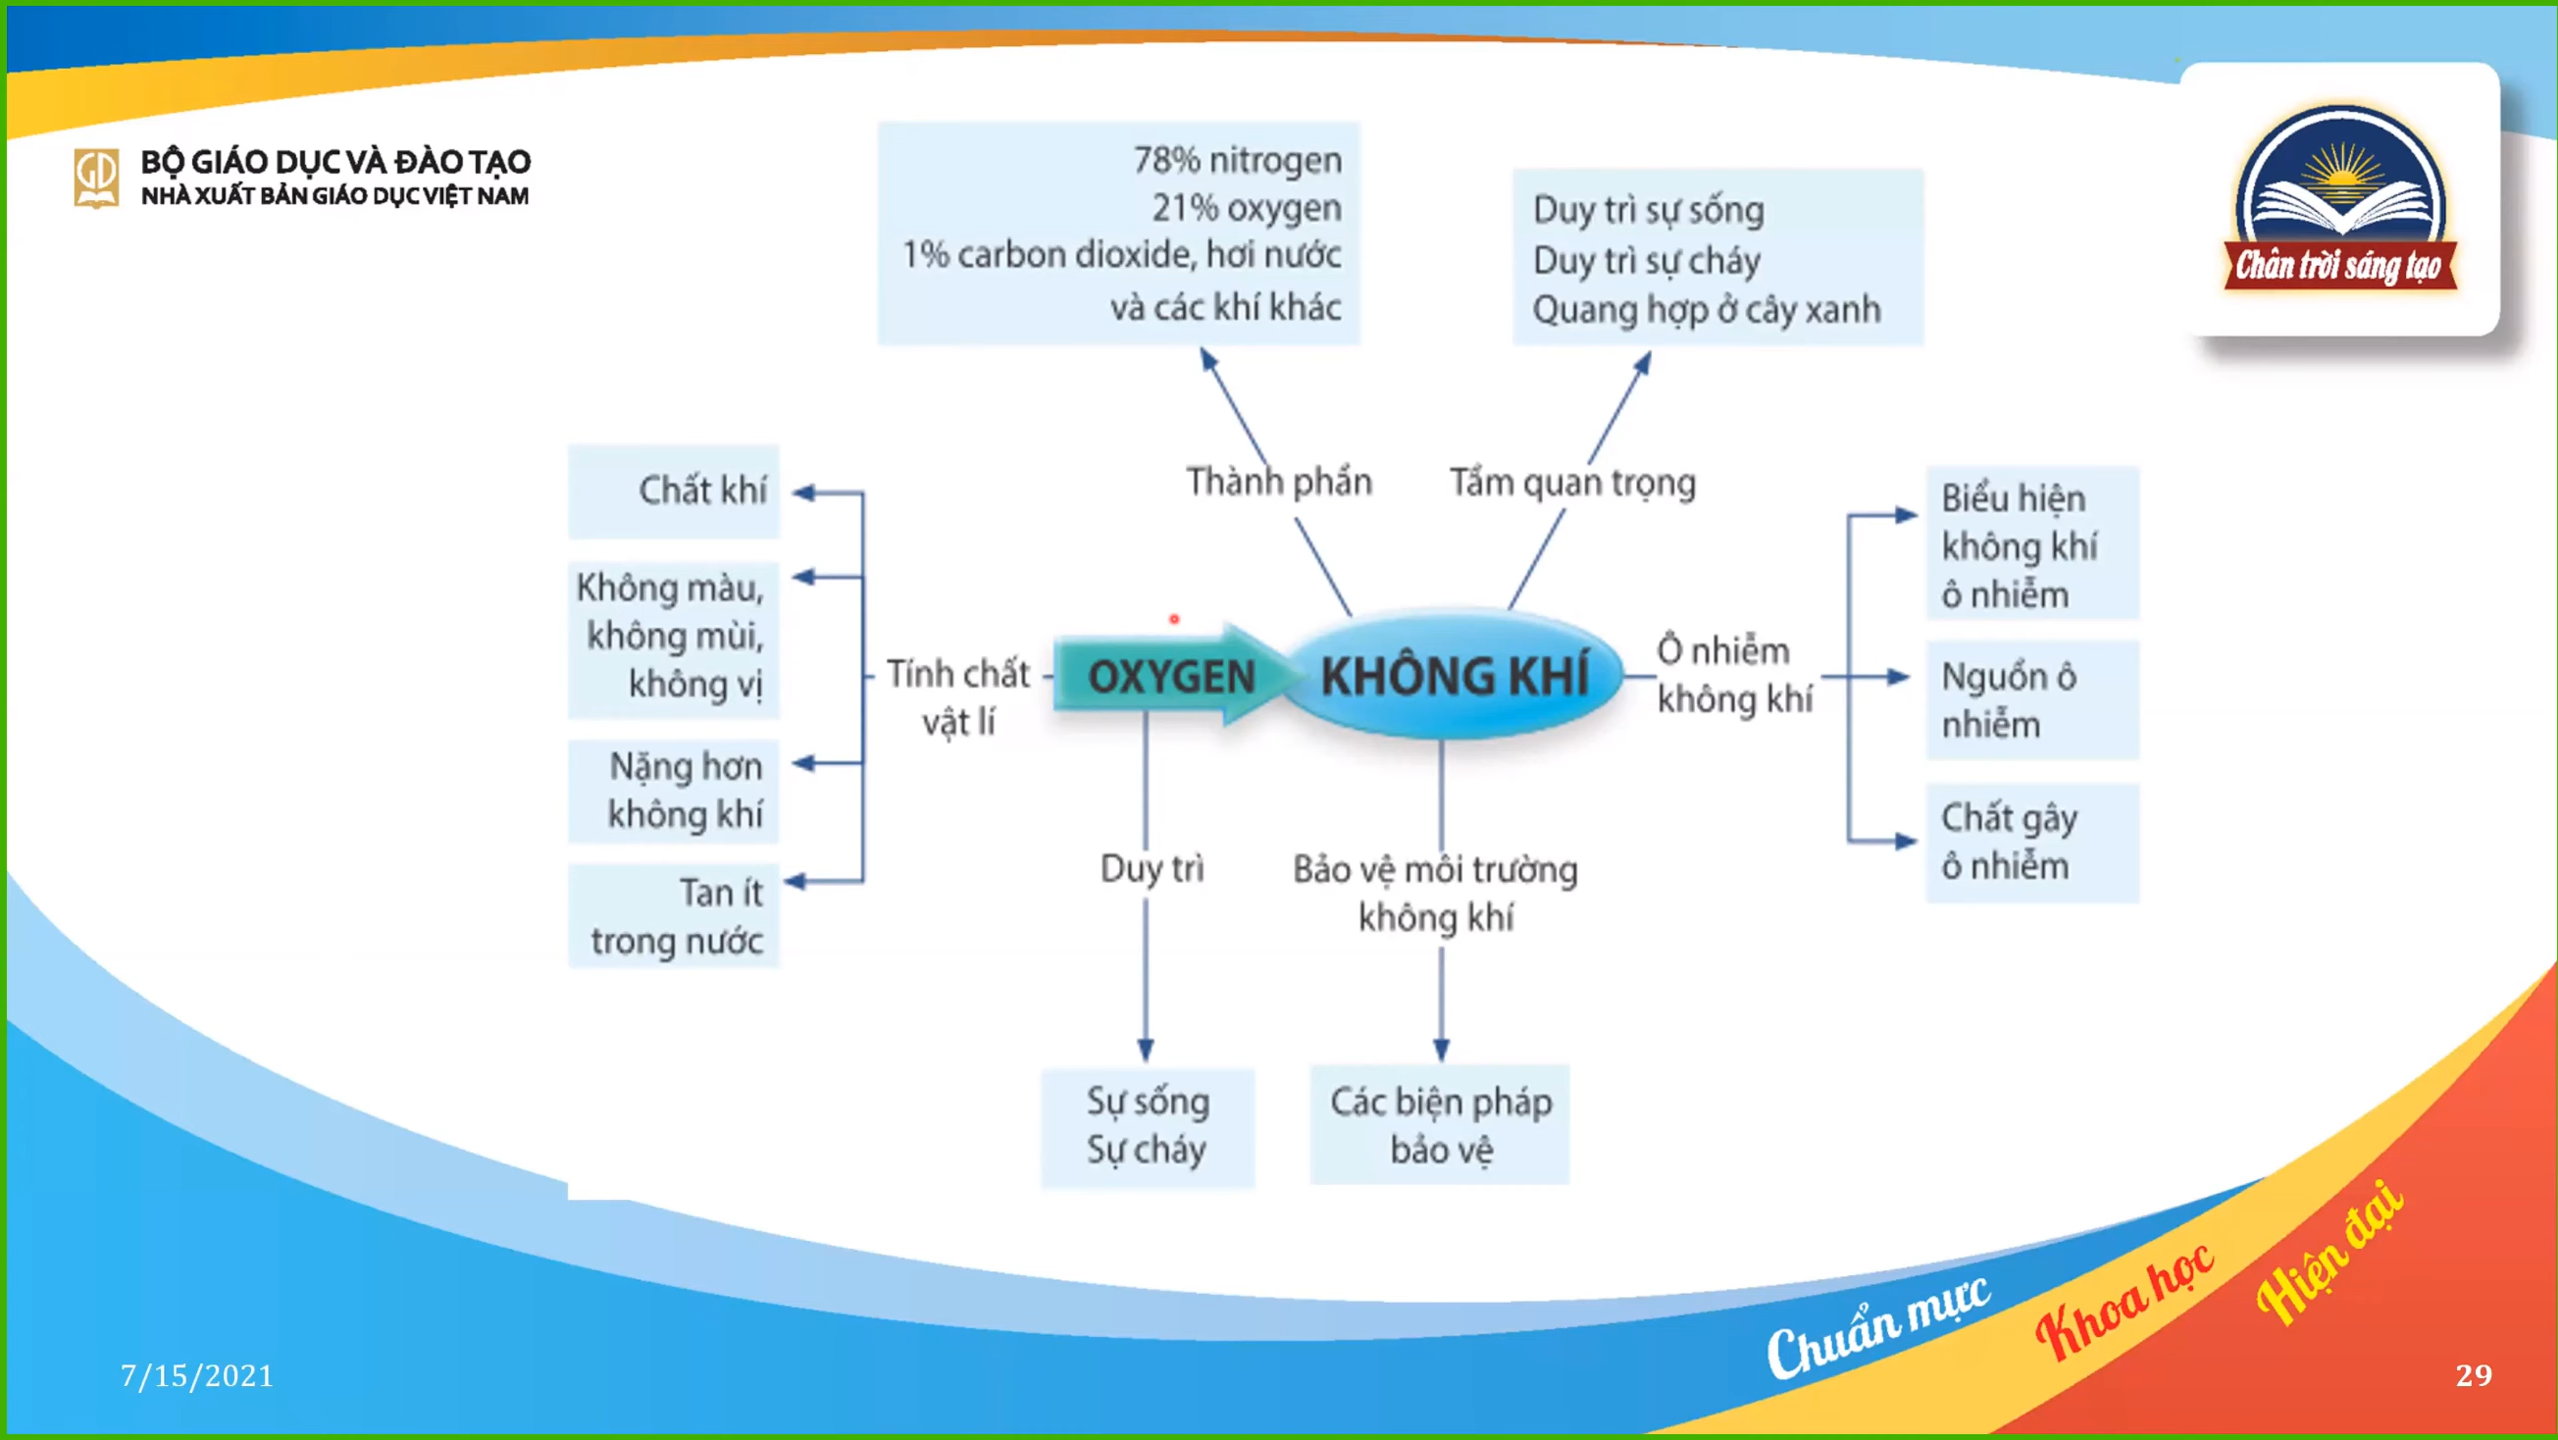 BỘ GIÁO DỤC VÀ ĐÀO TẠO
NHÀ XUẤT BẢN GIÁO DỤC VIỆT NAM
Chân trời sáng tạo
78% nitrogen
21% oxygen
1% carbon dioxide, hơi nước
và các khí khác
Duy trì sự sống
Duy trì sự cháy
Quang hợp ở cây xanh
Thành phần
Tầm quan trọng
Chất khí
Không màu,
không mùi,
không vị
Nặng hơn
không khí
Tan ít
trong nước
Tính chất
vật lí
OXYGEN
KHÔNG KHÍ
Ô nhiễm
không khí
Biểu hiện
không khí
ô nhiễm
Nguồn ô
nhiễm
Chất gây
ô nhiễm
Duy trì
Bảo vệ môi trường
không khí
Sự sống
Sự cháy
Các biện pháp
bảo vệ
Chuẩn mực
Khoa học
Hiện đại
7/15/2021
29